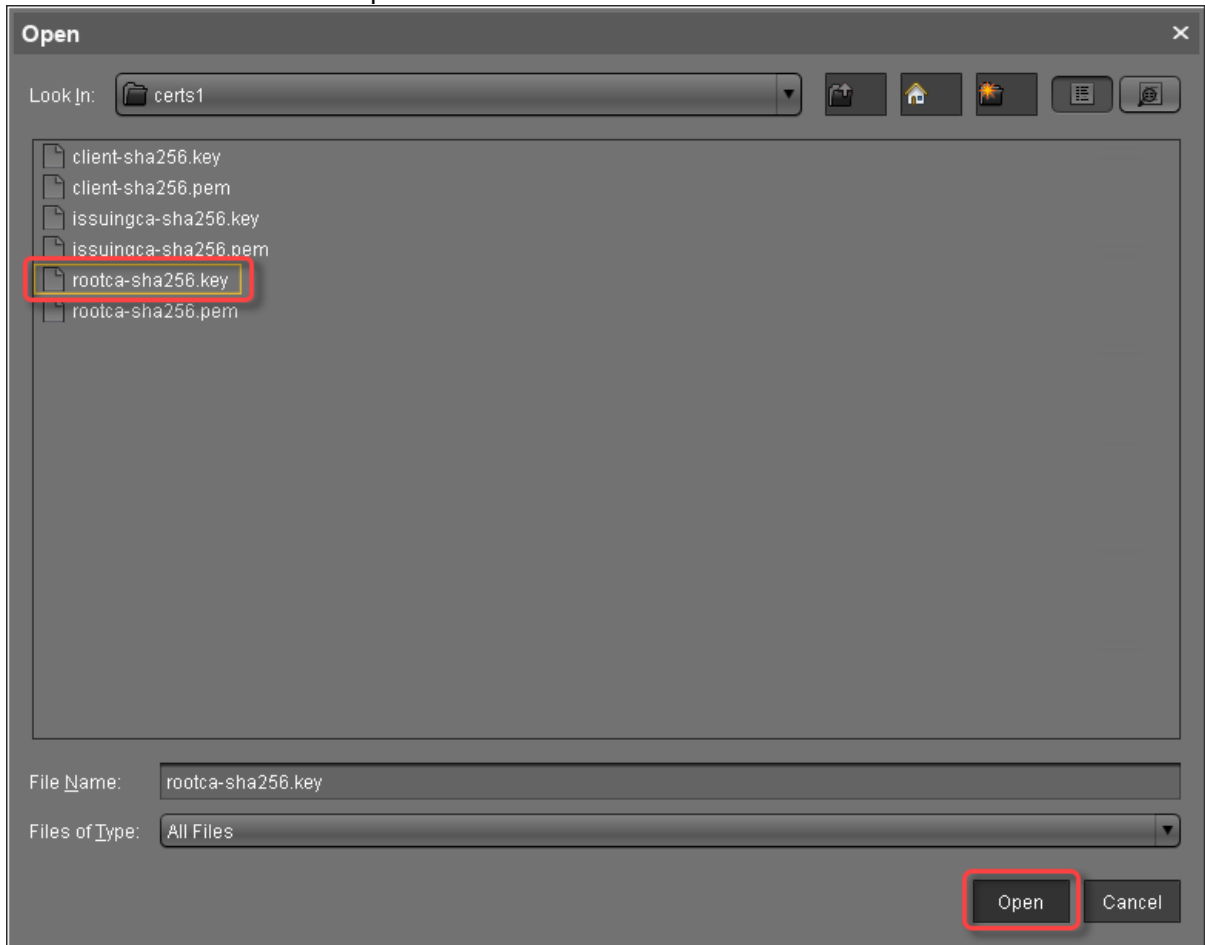 Open
Look In: certs1
client-sha256.key
client-sha256.pem
issuingca-sha256.key
issuingca-sha256.pem
rootca-sha256.key
rootca-sha256.pem
File Name: rootca-sha256.key
Files of Type: All Files
Open Cancel